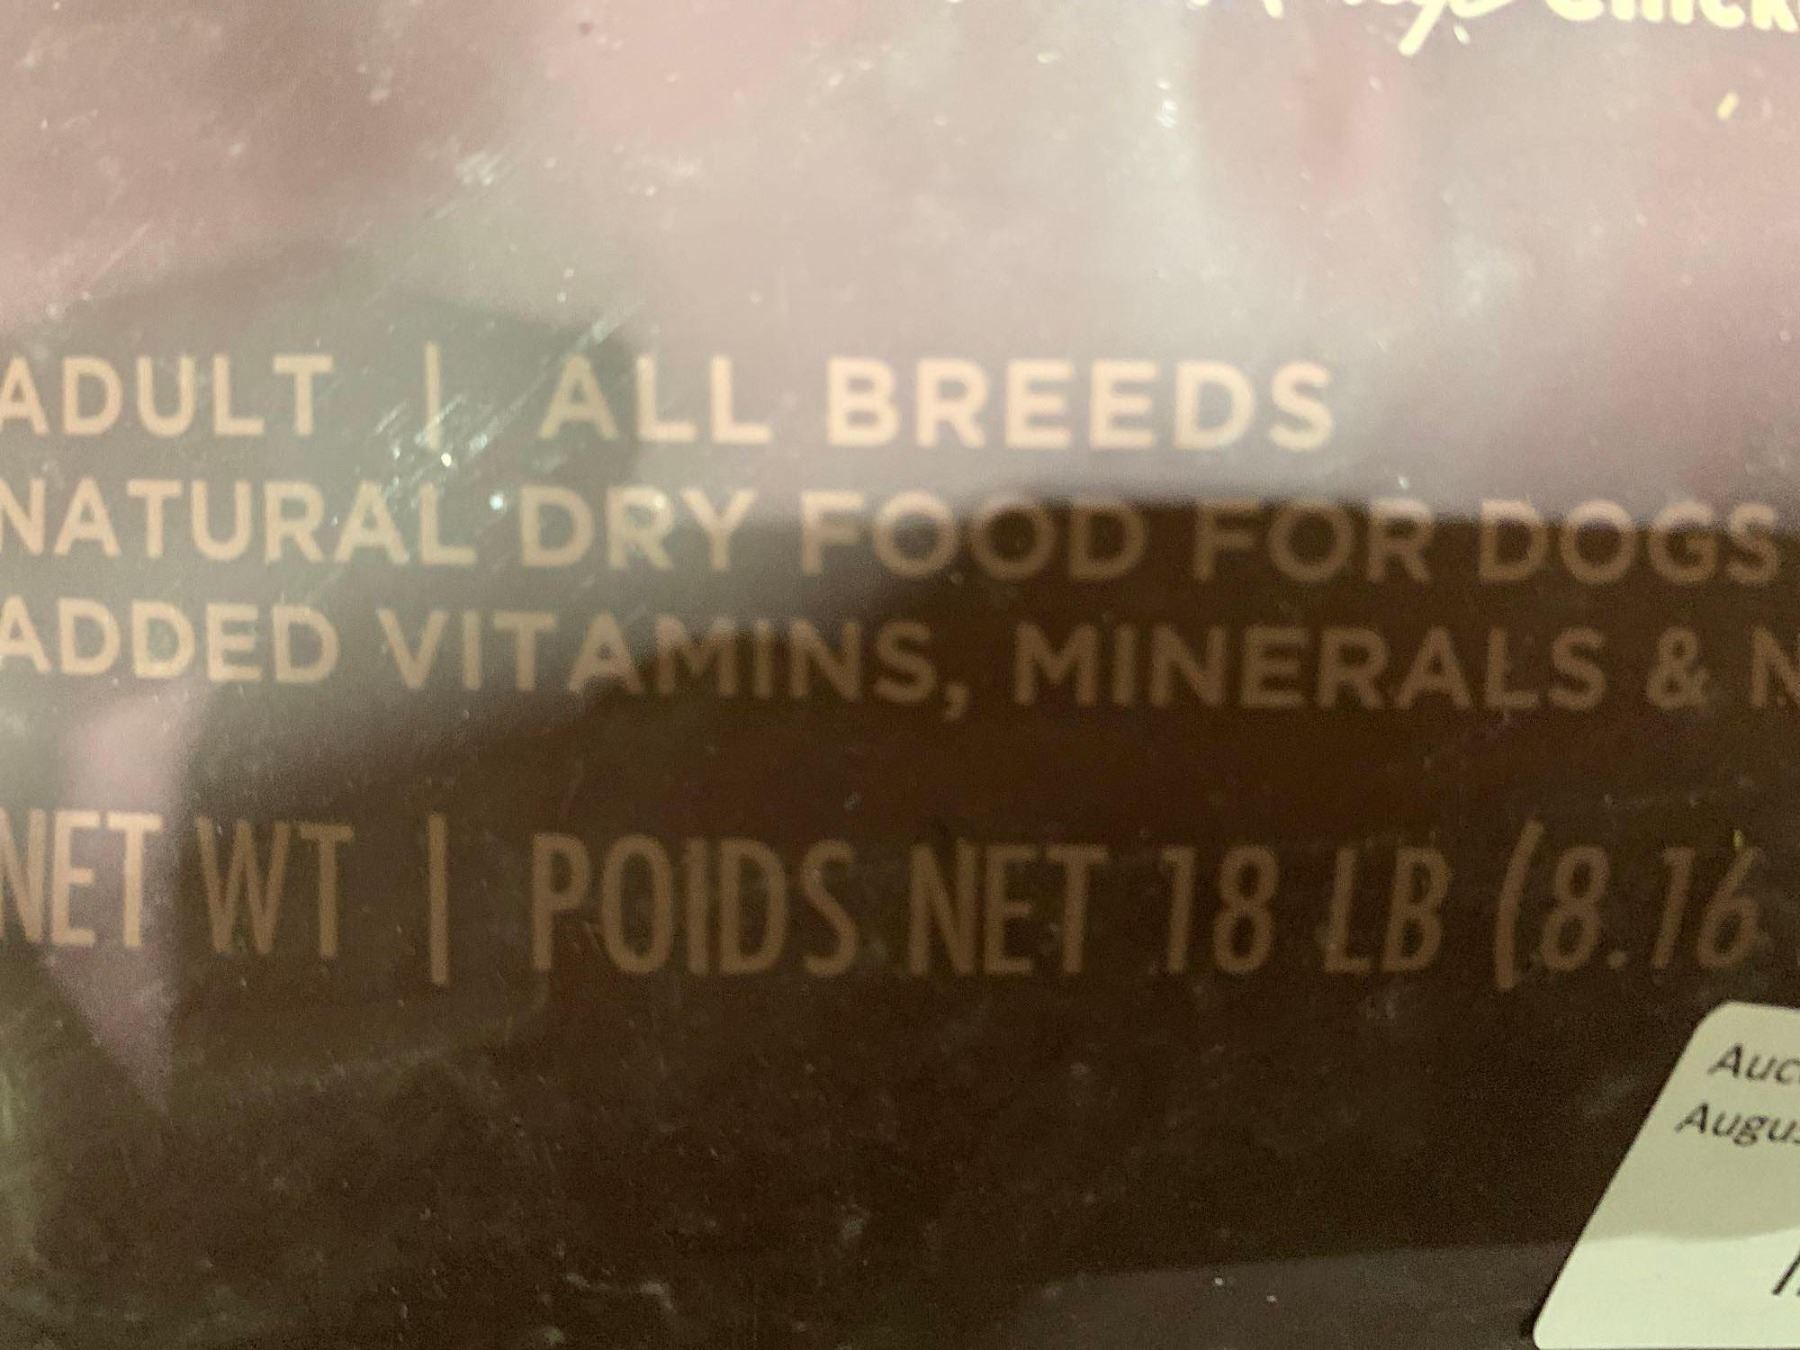 ADULT | ALL BREEDS
NATURAL DRY FOOD FOR DOGS
ADDED VITAMINS, MINERALS &
NET WT | POIDS NET 18 LB (8.16